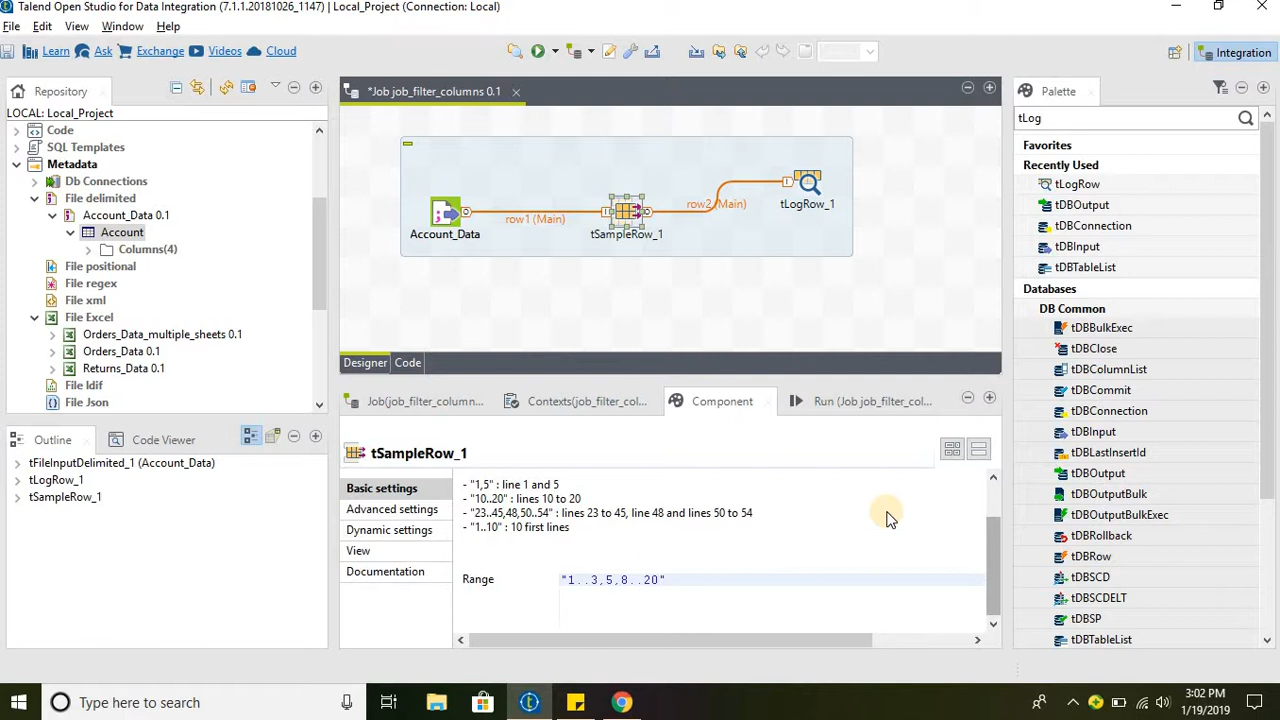 Talend Open Studio for Data Integration (7.1.1.20181026_1147) | Local_Project (Connection: Local)
File Edit View Window Help
Learn Ask Exchange Videos Cloud
Integration
Repository
LOCAL: Local_Project
Code
SQL Templates
Metadata
Db Connections
File delimited
Account_Data 0.1
Account
Columns(4)
File positional
File regex
File xml
File Excel
Orders_Data_multiple_sheets 0.1
Orders_Data 0.1
Returns_Data 0.1
File ldif
File Json
Outline Code Viewer
tFileInputDelimited_1 (Account_Data)
tLogRow_1
tSampleRow_1
*Job job_filter_columns 0.1
Account_Data
row1 (Main)
tSampleRow_1
row2 (Main)
tLogRow_1
Designer Code
Job(job_filter_column... Contexts(job_filter_col... Component Run (Job job_filter_col...
tSampleRow_1
Basic settings
Advanced settings
Dynamic settings
View
Documentation
- "1,5" : line 1 and 5
- "10..20" : lines 10 to 20
- "23..45,48,50..54" : lines 23 to 45, line 48 and lines 50 to 54
- "1..10" : 10 first lines
Range "1..3,5,8..20"
Palette
tLog
Favorites
Recently Used
tLogRow
tDBOutput
tDBConnection
tDBInput
tDBTableList
Databases
DB Common
tDBBulkExec
tDBClose
tDBColumnList
tDBCommit
tDBConnection
tDBInput
tDBLastInsertId
tDBOutput
tDBOutputBulk
tDBOutputBulkExec
tDBRollback
tDBRow
tDBSCD
tDBSCDELT
tDBSP
tDBTableList
Type here to search
3:02 PM
1/19/2019